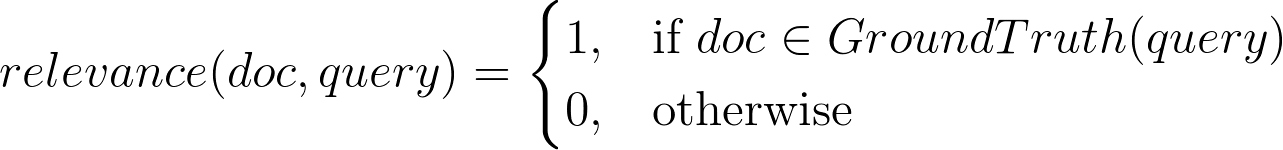 relevance(doc, query) = { 1, if doc ∈ GroundTruth(query)
0, otherwise